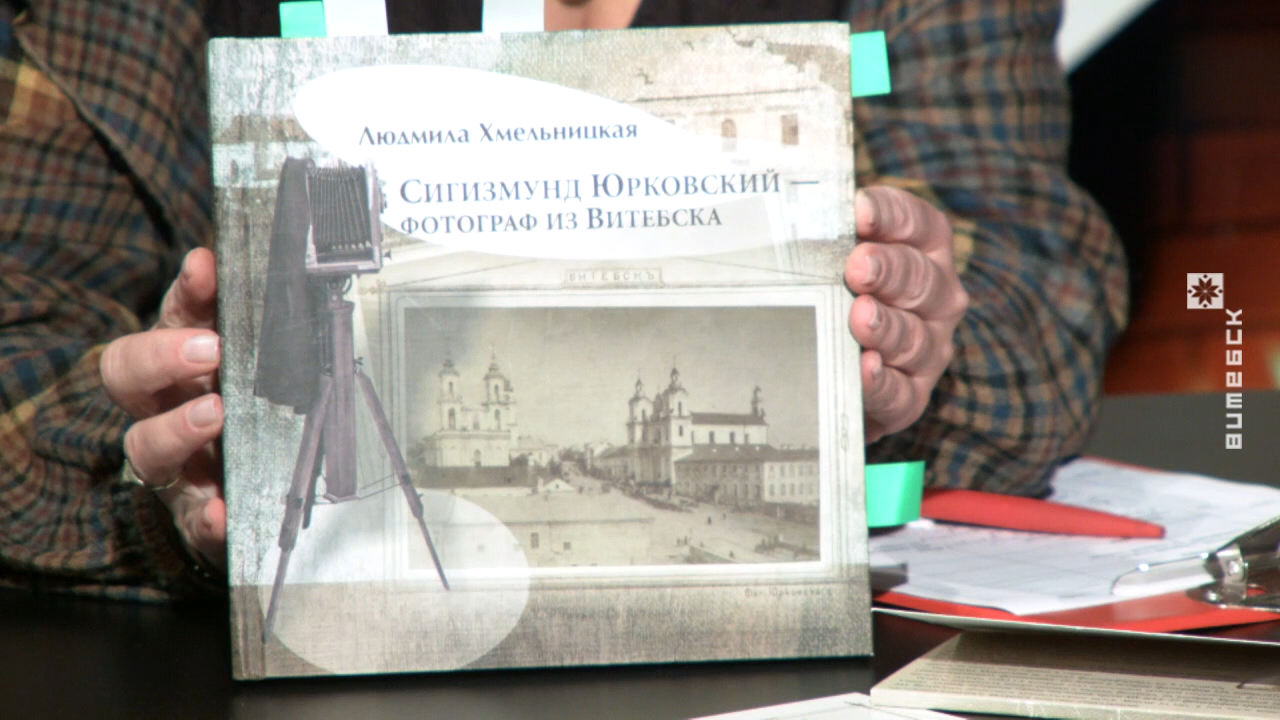 Людмила Хмельницкая
Сигизмунд Юрковский —
фотограф из Витебска
ВИТЕБСКЪ
ВИТЕБСК